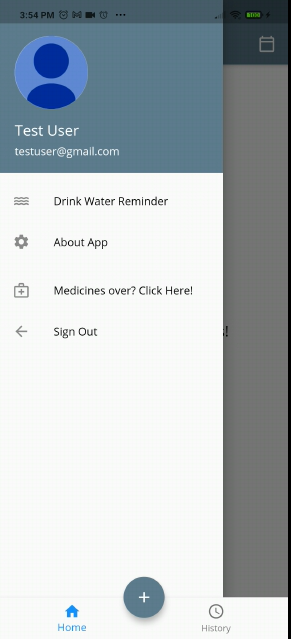 3:54 PM
Test User
testuser@gmail.com
Drink Water Reminder
About App
Medicines over? Click Here!
Sign Out
!
Home
History